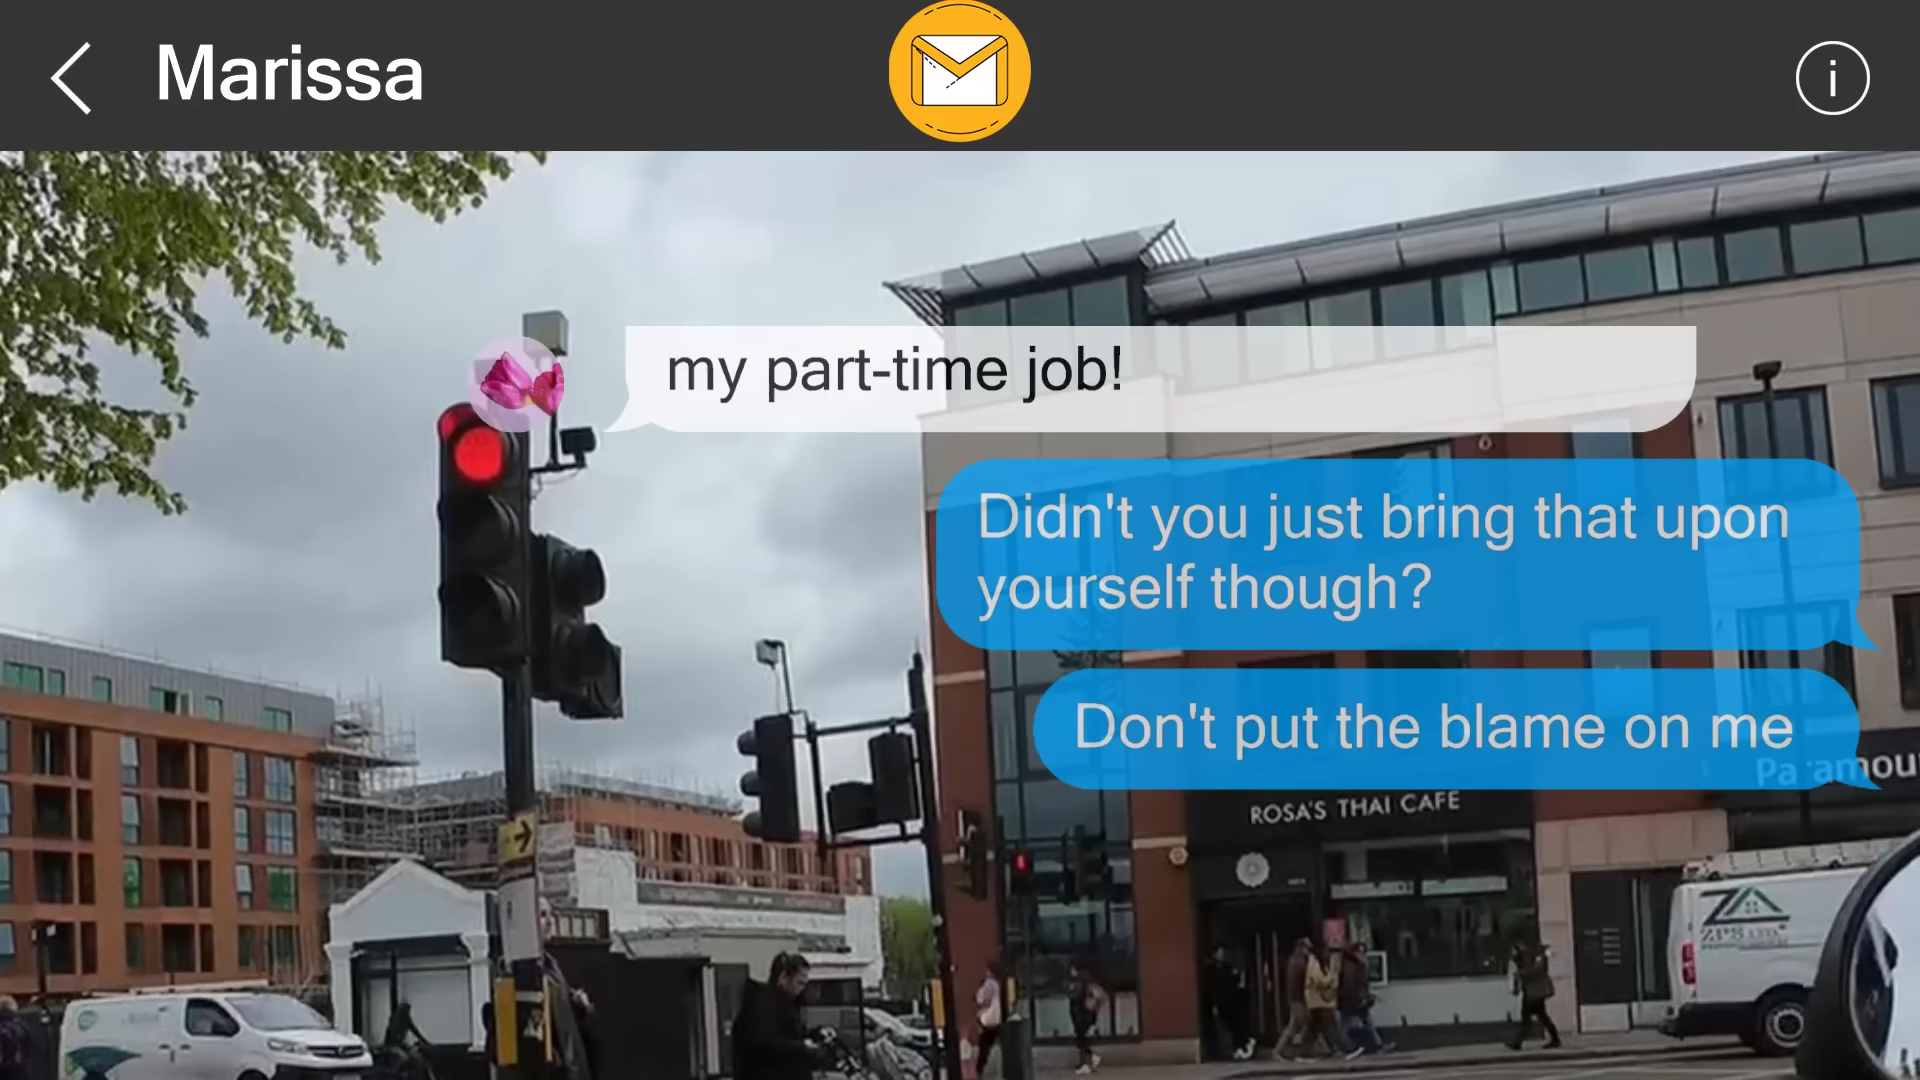 Marissa
my part-time job!
Didn't you just bring that upon
yourself though?
Don't put the blame on me
ROSA'S THAI CAFE